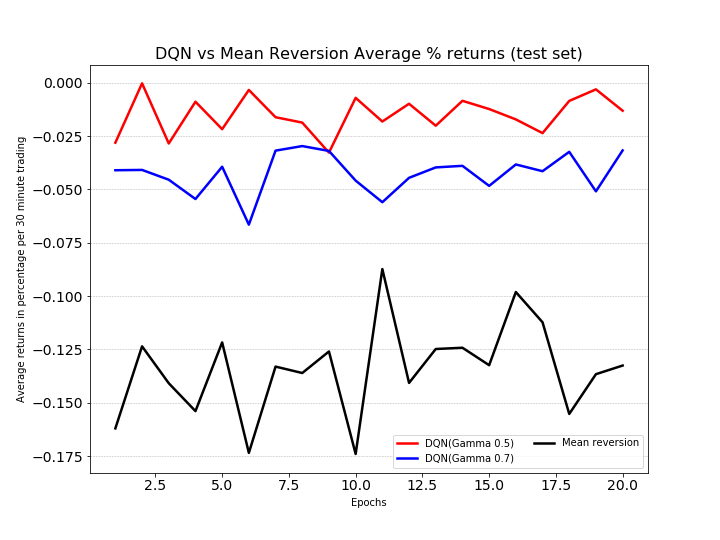 DQN vs Mean Reversion Average % returns (test set)
Average returns in percentage per 30 minute trading
0.000
−0.025
−0.050
−0.075
−0.100
−0.125
−0.150
−0.175
DQN(Gamma 0.5)
DQN(Gamma 0.7)
Mean reversion
2.5 5.0 7.5 10.0 12.5 15.0 17.5 20.0
Epochs